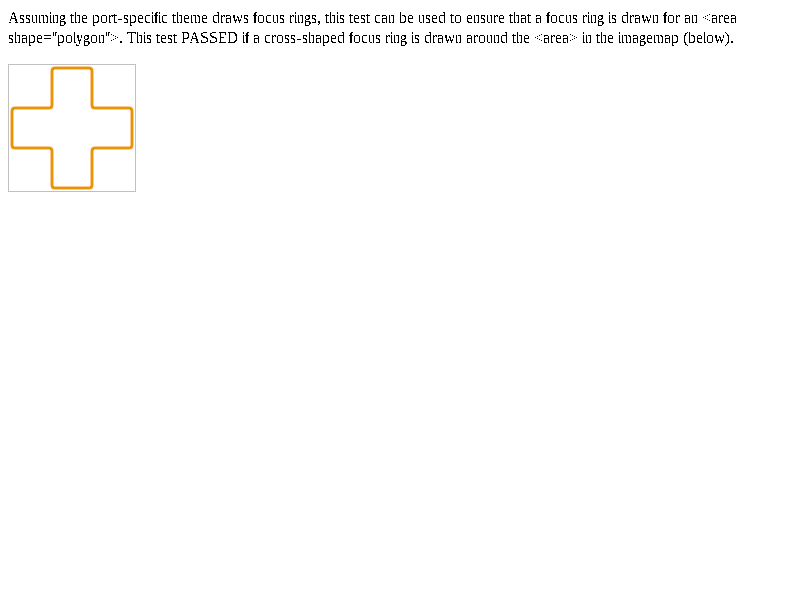 Assuming the port-specific theme draws focus rings, this test can be used to ensure that a focus ring is drawn for an <area
shape="polygon">. This test PASSED if a cross-shaped focus ring is drawn around the <area> in the imagemap (below).